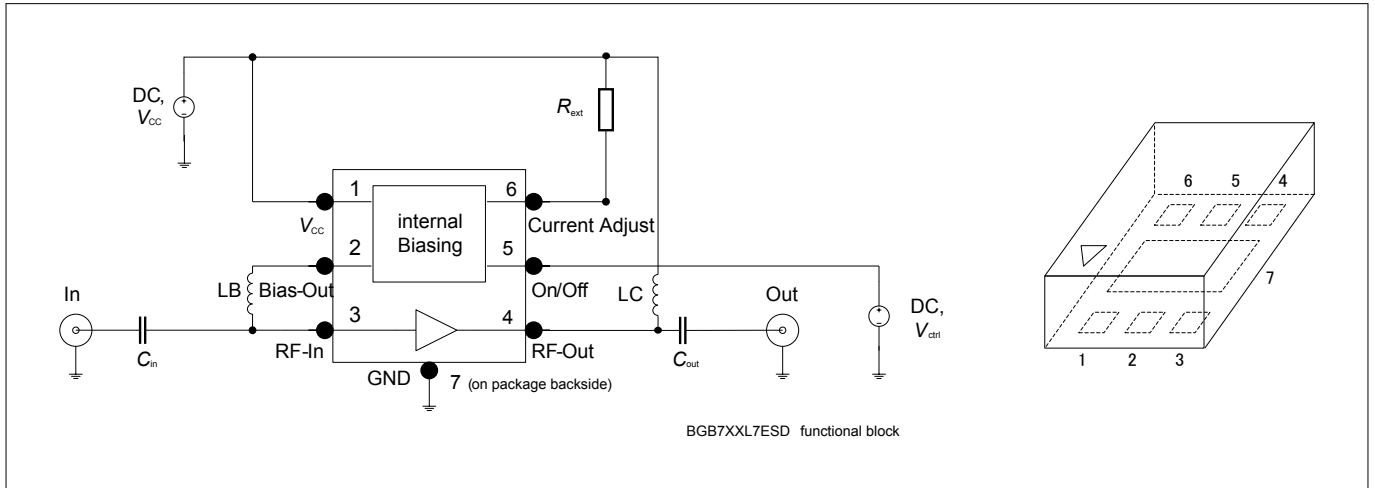 DC,
VCC
Rext
1
6
VCC
internal
Biasing
Current Adjust
2
5
In
LB
Bias-Out
On/Off
LC
Out
DC,
Vctrl
3
4
Cin
RF-In
RF-Out
Cout
GND
7 (on package backside)
BGB7XXL7ESD functional block
6 5 4
7
1 2 3